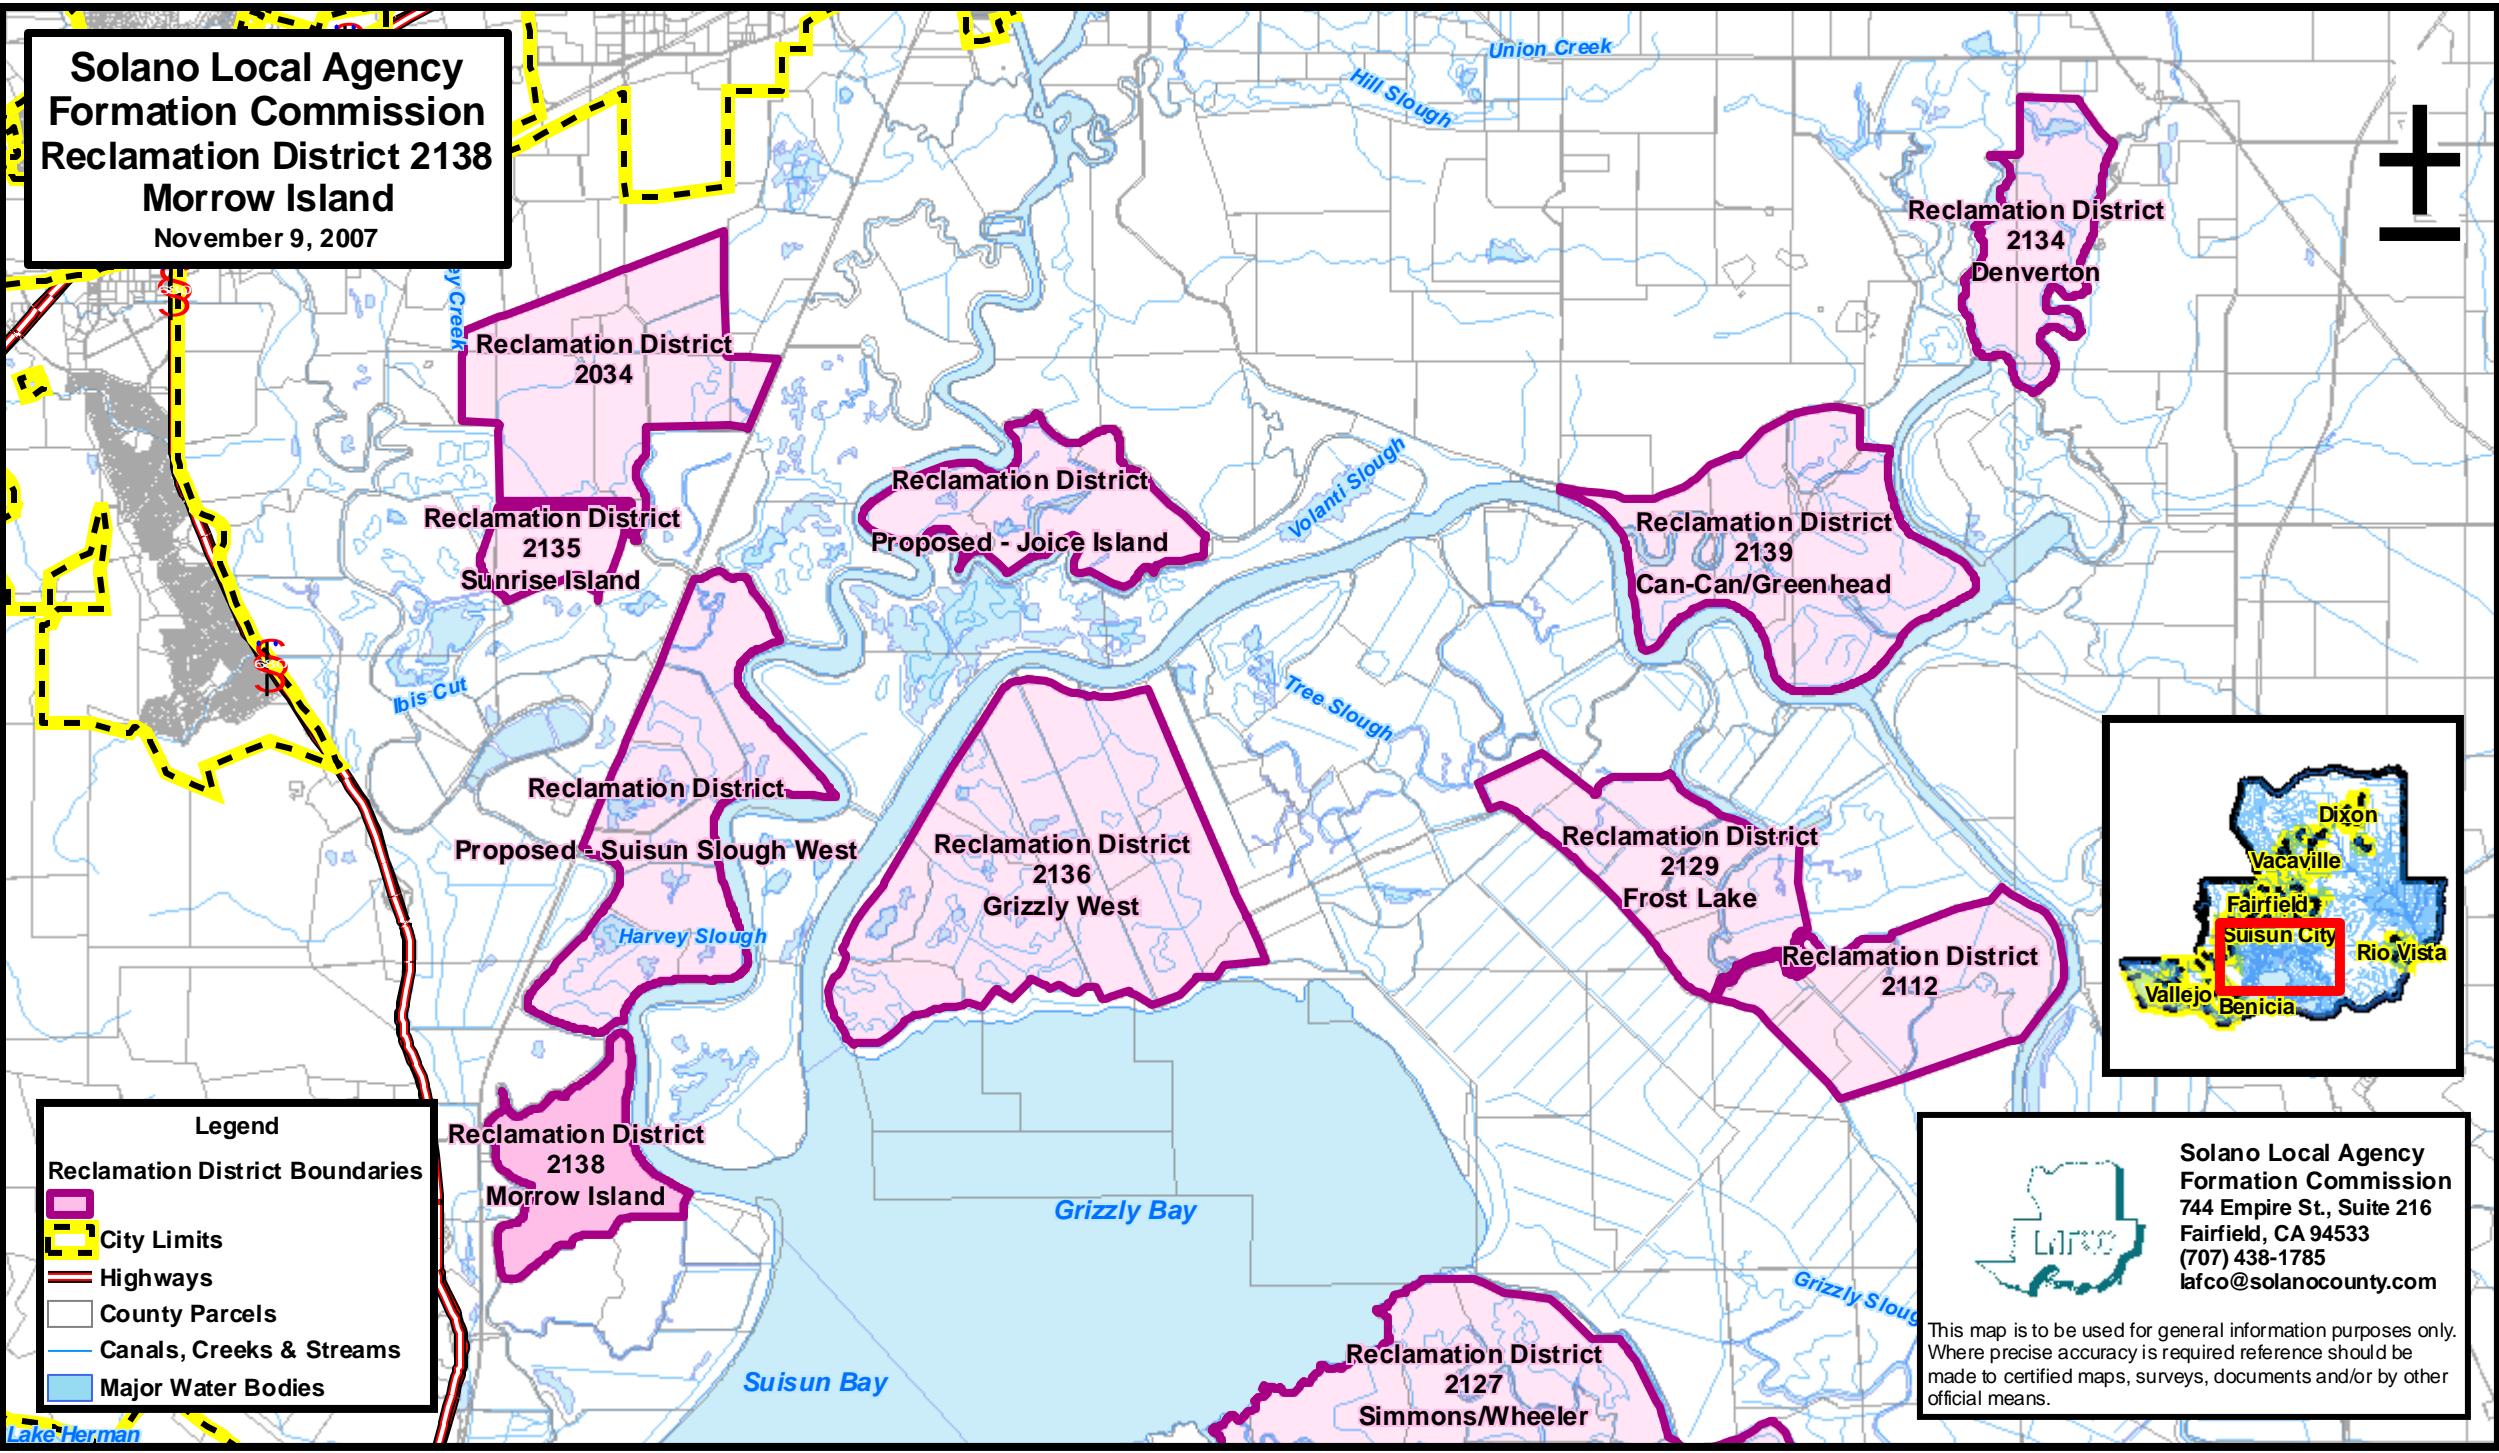 Solano Local Agency
Formation Commission
Reclamation District 2138
Morrow Island
November 9, 2007
Union Creek
Hill Slough
ey Creek
Reclamation District
2134
Denverton
Reclamation District
2034
Reclamation District
Proposed - Joice Island
Volanti Slough
Reclamation District
2135
Sunrise Island
Reclamation District
2139
Can-Can/Greenhead
Ibis Cut
Tree Slough
Reclamation District
Proposed - Suisun Slough West
Reclamation District
2136
Grizzly West
Reclamation District
2129
Frost Lake
Harvey Slough
Reclamation District
2112
Dixon
Vacaville
Fairfield
Suisun City
Rio Vista
Vallejo
Benicia
Reclamation District
2138
Morrow Island
Grizzly Bay
Suisun Bay
Grizzly Sloug
Reclamation District
2127
Simmons/Wheeler
Lake Herman
Legend
Reclamation District Boundaries
City Limits
Highways
County Parcels
Canals, Creeks & Streams
Major Water Bodies
LAFCO
Solano Local Agency
Formation Commission
744 Empire St., Suite 216
Fairfield, CA 94533
(707) 438-1785
lafco@solanocounty.com
This map is to be used for general information purposes only.
Where precise accuracy is required reference should be
made to certified maps, surveys, documents and/or by other
official means.